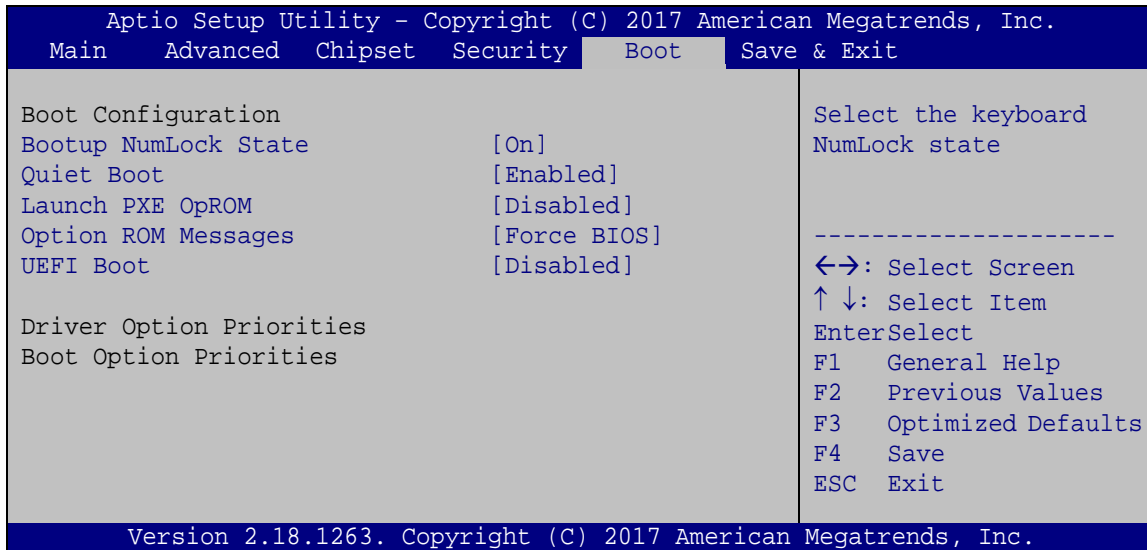 Aptio Setup Utility – Copyright (C) 2017 American Megatrends, Inc.
Main Advanced Chipset Security Boot Save & Exit
Boot Configuration
Bootup NumLock State [On]
Quiet Boot [Enabled]
Launch PXE OpROM [Disabled]
Option ROM Messages [Force BIOS]
UEFI Boot [Disabled]
Driver Option Priorities
Boot Option Priorities
Select the keyboard
NumLock state
---------------------
←→: Select Screen
↑ ↓: Select Item
EnterSelect
F1 General Help
F2 Previous Values
F3 Optimized Defaults
F4 Save
ESC Exit
Version 2.18.1263. Copyright (C) 2017 American Megatrends, Inc.